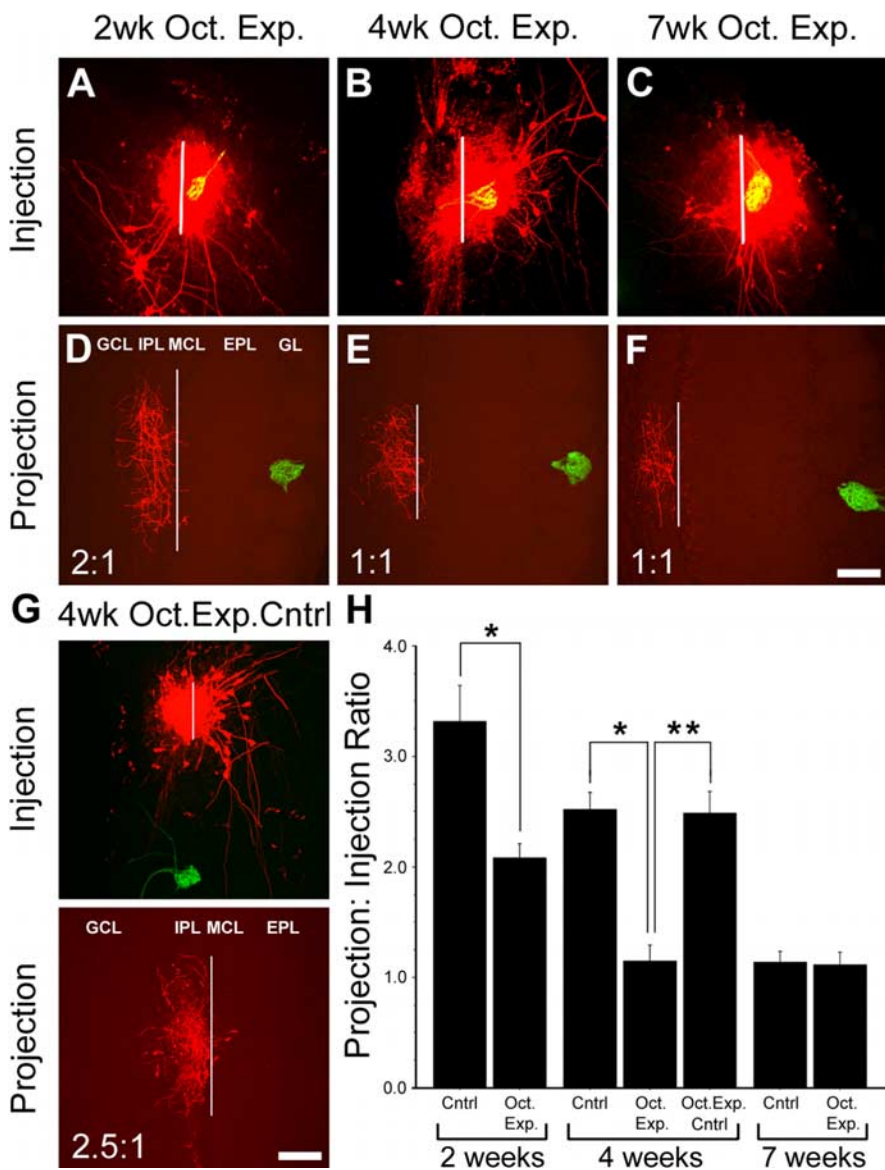 2wk Oct. Exp.
4wk Oct. Exp.
7wk Oct. Exp.
Injection
A
B
C
Projection
D
GCL IPL MCL EPL GL
2:1
E
1:1
F
1:1
G
4wk Oct.Exp.Cntrl
Injection
Projection
GCL IPL MCL EPL
2.5:1
H
Projection: Injection Ratio
4.0
3.0
2.0
1.0
0.0
*
* **
Cntrl
Oct. Exp.
Cntrl
Oct. Exp.
Oct.Exp. Cntrl
Cntrl
Oct. Exp.
2 weeks
4 weeks
7 weeks